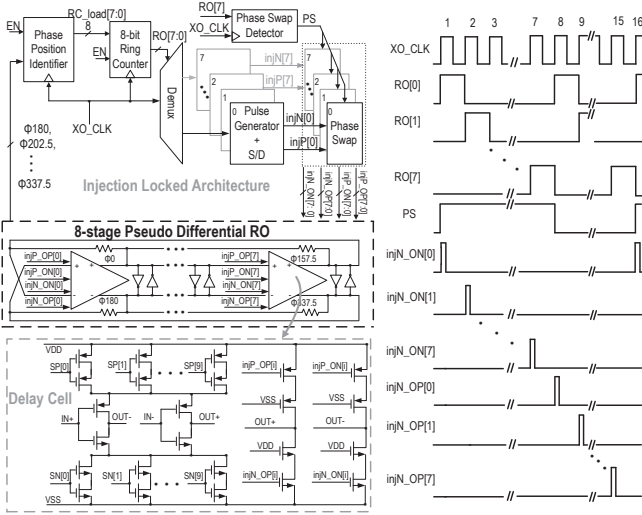 RO[7]
XO_CLK
Phase Swap Detector
PS
EN
RC_load[7:0]
8
Phase Position Identifier
8-bit Ring Counter
EN
RO[7:0]
XO_CLK
Demux
injN[7]
injP[7]
7
2
1
0
Pulse Generator + S/D
injN[0]
injP[0]
7
2
1
0
Phase Swap
Φ180,
Φ202.5,
Φ337.5
Injection Locked Architecture
injN_ON[7:0]
injN_OP[7:0]
injP_ON[7:0]
injP_OP[7:0]
8-stage Pseudo Differential RO
injP_OP[0]
injP_ON[0]
injN_ON[0]
injN_OP[0]
Φ0
Φ180
injP_OP[7]
injP_ON[7]
injN_ON[7]
injN_OP[7]
Φ157.5
Φ337.5
Delay Cell
VDD
SP[0]
SP[1]
SP[9]
IN+
OUT-
IN-
OUT+
SN[0]
SN[1]
SN[9]
VSS
injP_OP[i]
VSS
OUT+
VDD
injN_OP[i]
injP_ON[i]
VSS
OUT-
VDD
injN_ON[i]
1 2 3 7 8 9 15 16
XO_CLK
RO[0]
RO[1]
RO[7]
PS
injN_ON[0]
injN_ON[1]
injN_ON[7]
injN_OP[0]
injN_OP[1]
injN_OP[7]